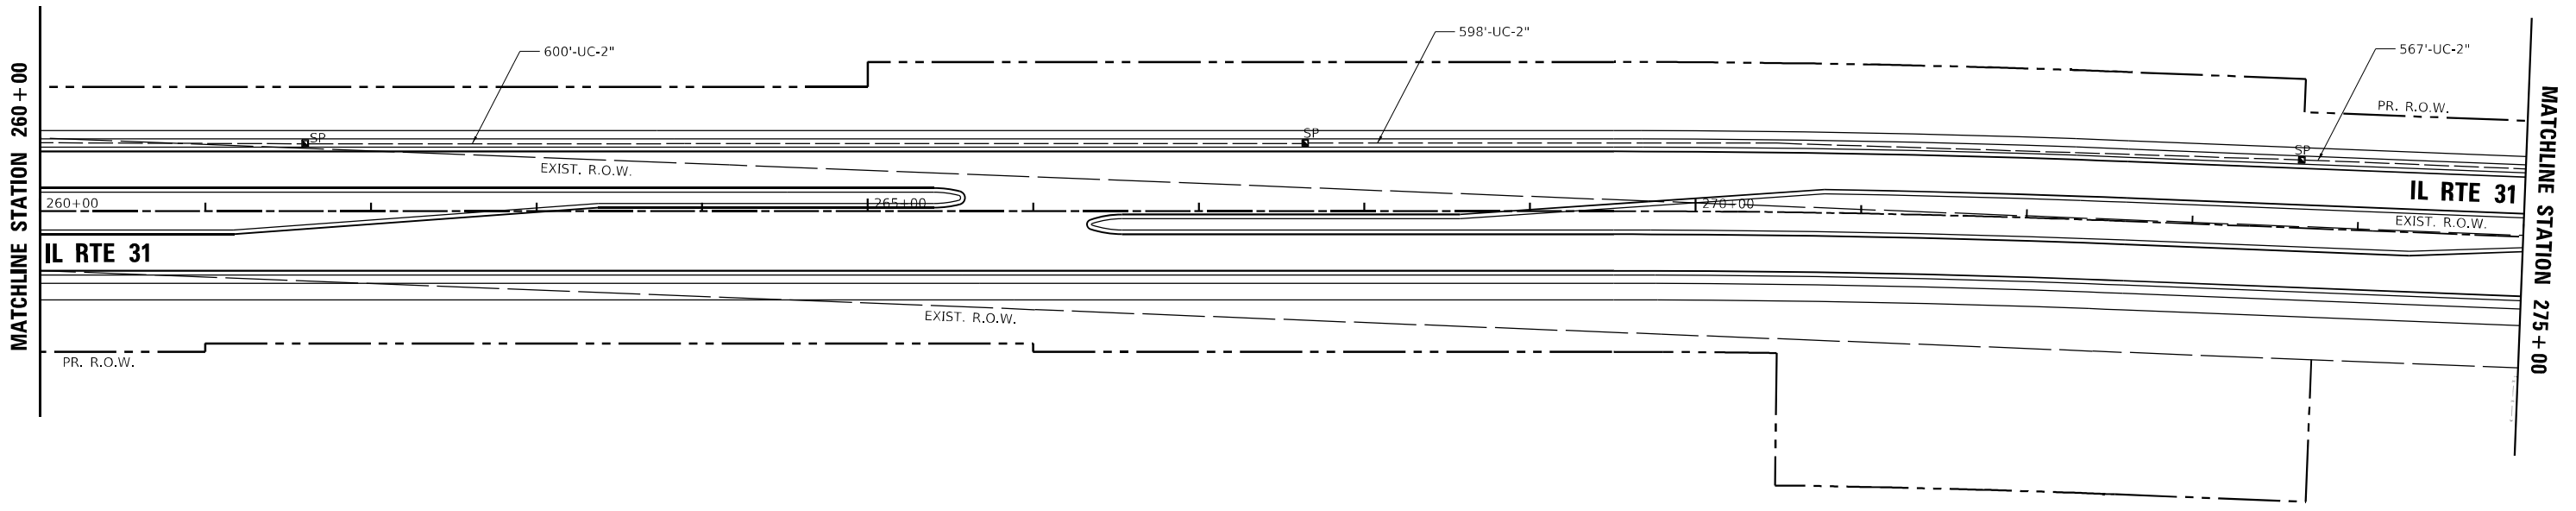 600'-UC-2"
598'-UC-2"
567'-UC-2"
MATCHLINE STATION 260+00
MATCHLINE STATION 275+00
PR. R.O.W.
SP
SP
SP
EXIST. R.O.W.
IL RTE 31
260+00
265+00
270+00
EXIST. R.O.W.
IL RTE 31
EXIST. R.O.W.
PR. R.O.W.